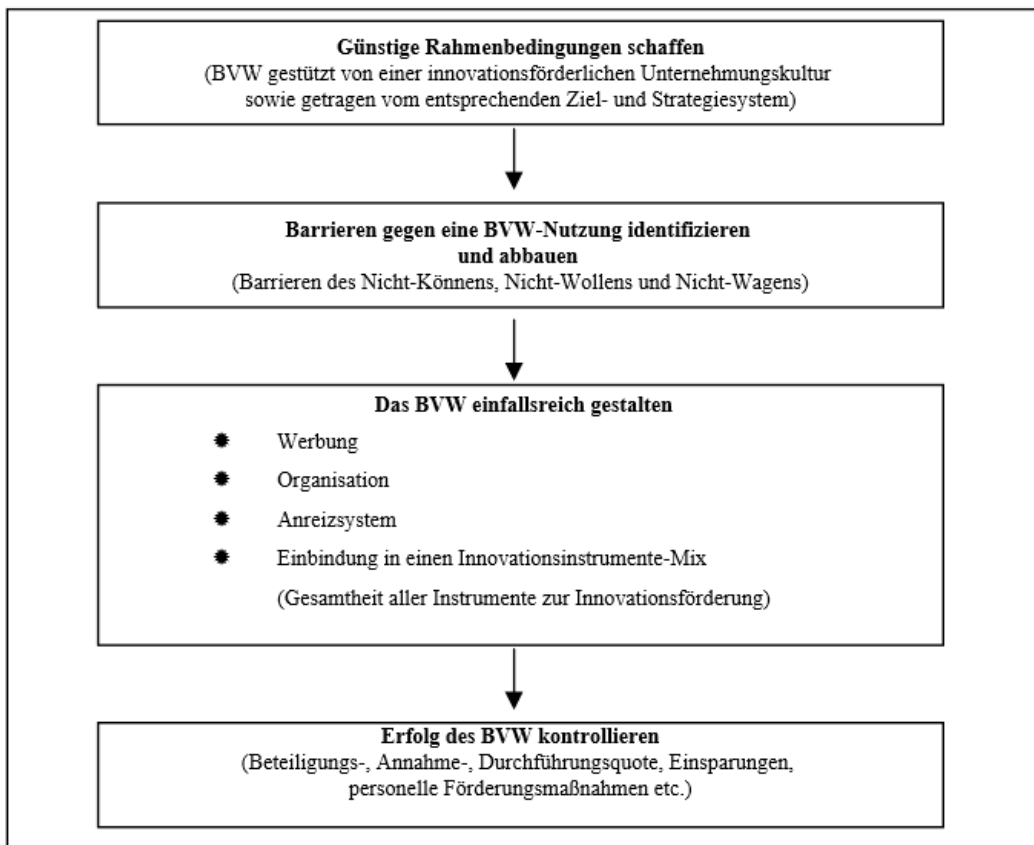 Günstige Rahmenbedingungen schaffen
(BVW gestützt von einer innovationsförderlichen Unternehmungskultur
sowie getragen vom entsprechenden Ziel- und Strategiesystem)
Barrieren gegen eine BVW-Nutzung identifizieren
und abbauen
(Barrieren des Nicht-Könnens, Nicht-Wollens und Nicht-Wagens)
Das BVW einfallsreich gestalten
Werbung
Organisation
Anreizsystem
Einbindung in einen Innovationsinstrumente-Mix
(Gesamtheit aller Instrumente zur Innovationsförderung)
Erfolg des BVW kontrollieren
(Beteiligungs-, Annahme-, Durchführungsquote, Einsparungen,
personelle Förderungsmaßnahmen etc.)